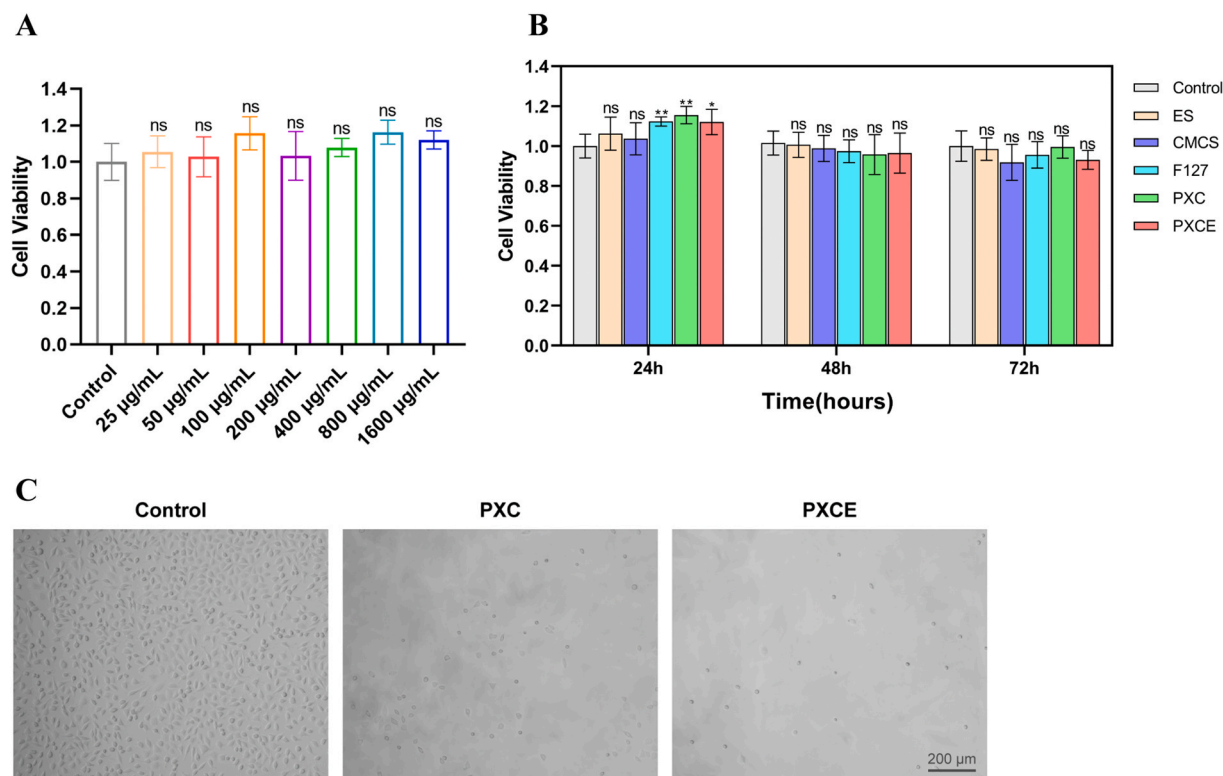 A
Cell Viability
1.4
1.2
1.0
0.8
0.6
0.4
0.2
0.0
ns
ns
ns
ns
ns
ns
ns
Control
25 µg/mL
50 µg/mL
100 µg/mL
200 µg/mL
400 µg/mL
800 µg/mL
1600 µg/mL
B
Cell Viability
1.4
1.2
1.0
0.8
0.6
0.4
0.2
0.0
ns
ns
**
**
*
ns
ns
ns
ns
ns
ns
ns
ns
ns
ns
24h
48h
72h
Time(hours)
Control
ES
CMCS
F127
PXC
PXCE
C
Control
PXC
PXCE
200 µm